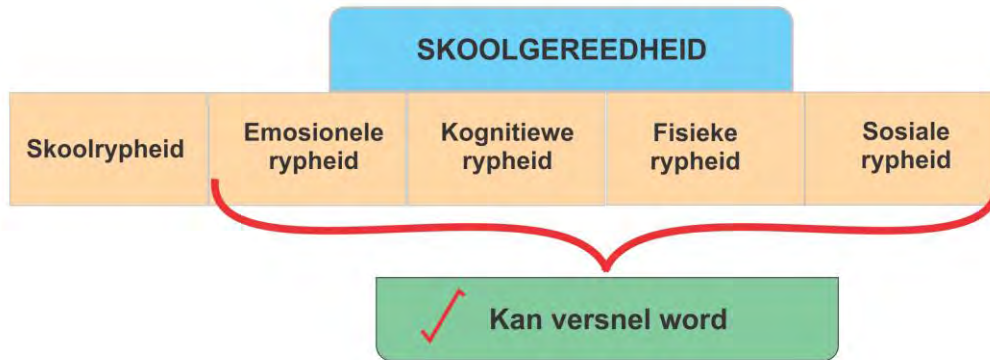 SKOOLGEREEDHEID
Skoolrypheid
Emosionele
rypheid
Kognitiewe
rypheid
Fisieke
rypheid
Sosiale
rypheid
Kan versnel word